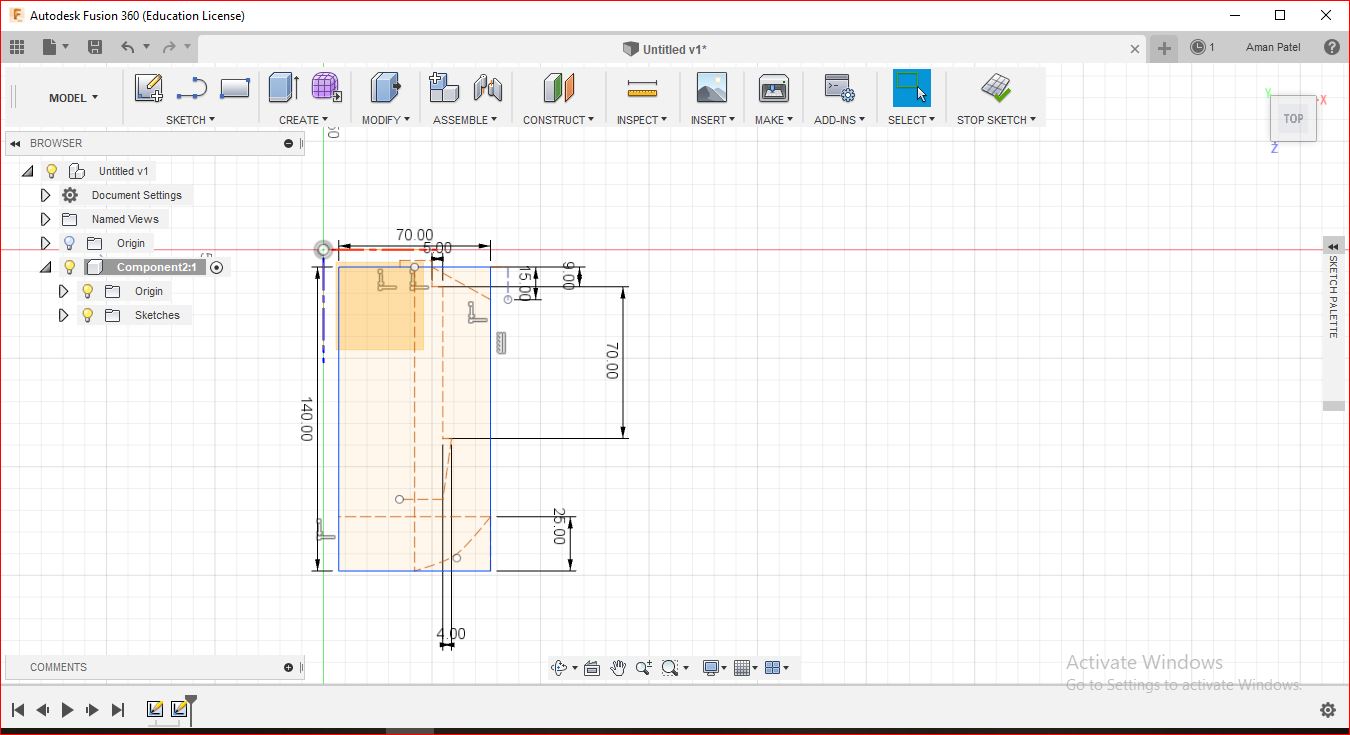 Autodesk Fusion 360 (Education License)
Untitled v1*
1
Aman Patel
MODEL
SKETCH
CREATE
MODIFY
ASSEMBLE
CONSTRUCT
INSPECT
INSERT
MAKE
ADD-INS
SELECT
STOP SKETCH
BROWSER
Untitled v1
Document Settings
Named Views
Origin
Component2:1
Origin
Sketches
Y
X
TOP
Z
SKETCH PALETTE
70.00
5.00
15.00
9.00
70.00
140.00
25.00
4.00
COMMENTS
Activate Windows
Go to Settings to activate Windows.